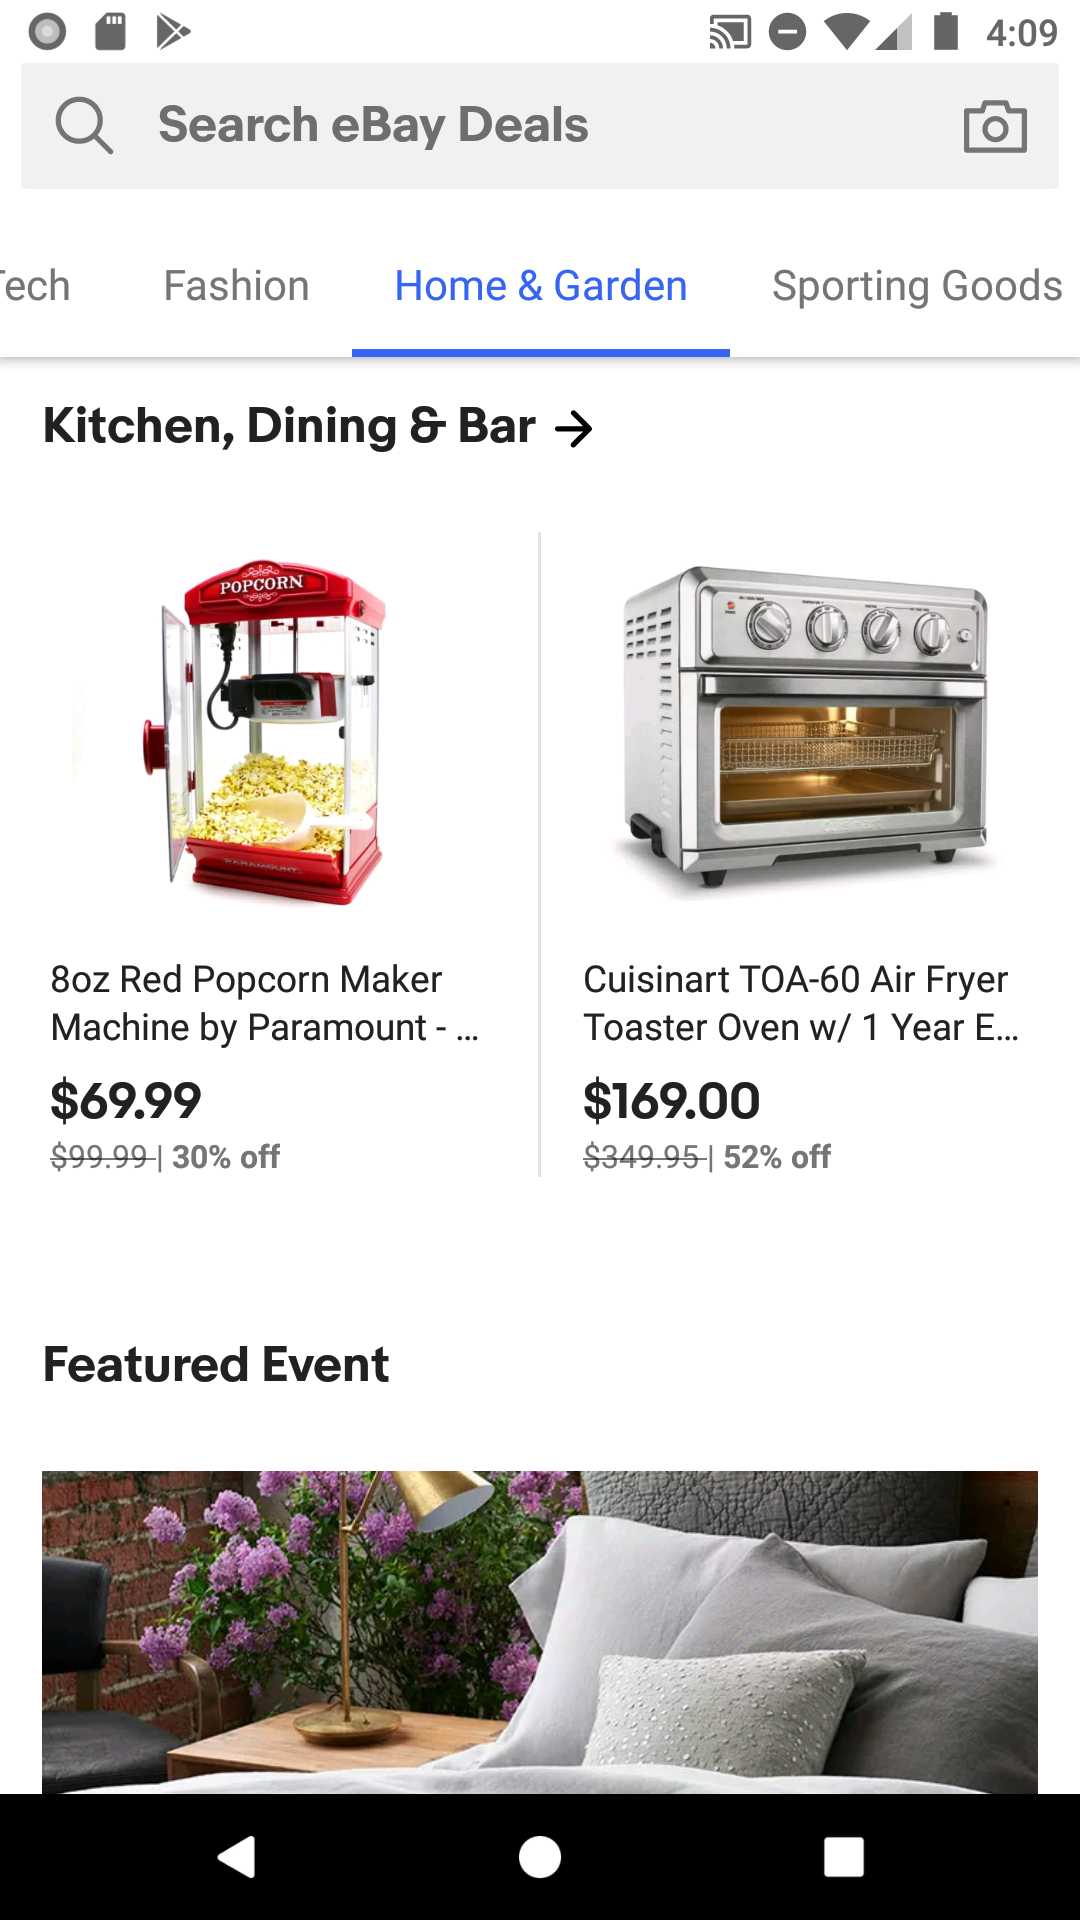 4:09
Search eBay Deals
Tech Fashion Home & Garden Sporting Goods
Kitchen, Dining & Bar
POPCORN
PARAMOUNT
8oz Red Popcorn Maker
Machine by Paramount - ...
$69.99
$99.99 | 30% off
Cuisinart TOA-60 Air Fryer
Toaster Oven w/ 1 Year E...
$169.00
$349.95 | 52% off
Featured Event